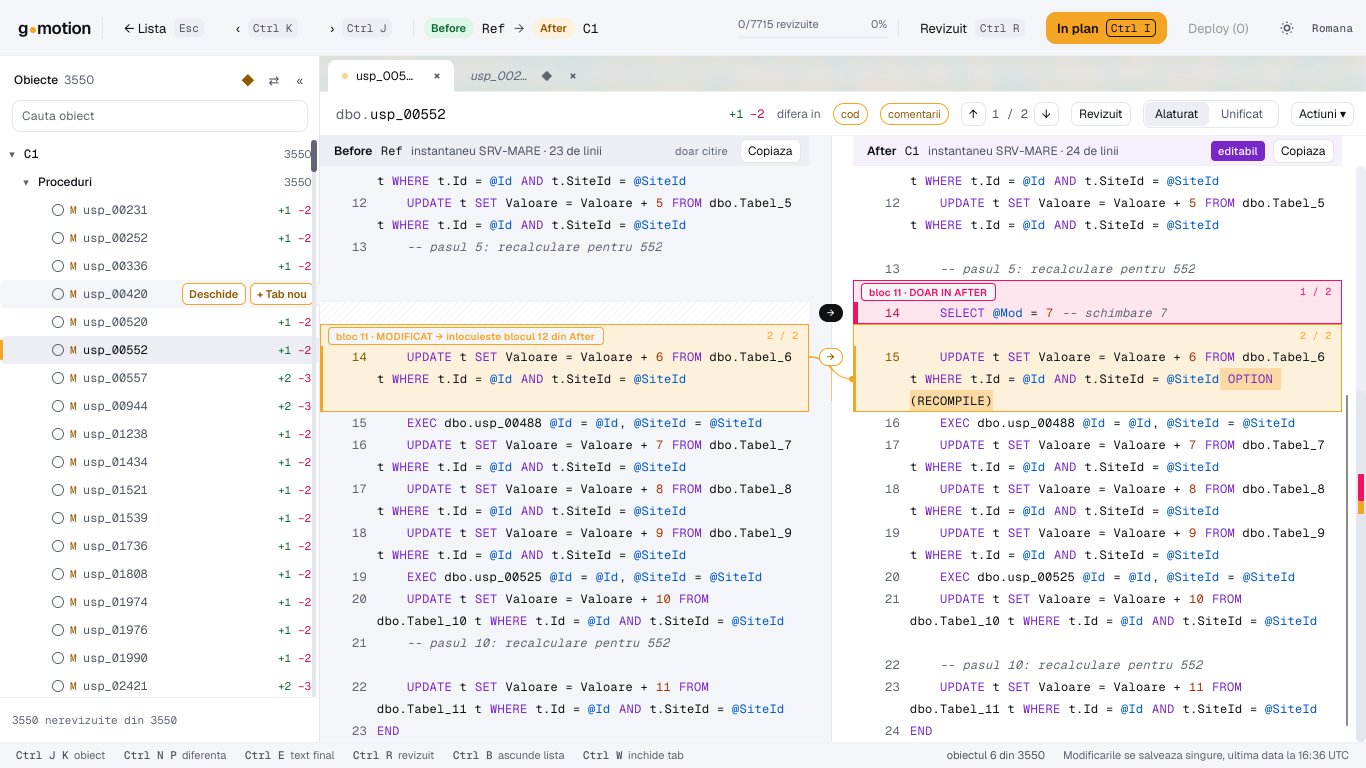 g•motion ← Lista Esc ‹ Ctrl K › Ctrl J Before Ref → After C1 0/7715 revizuite 0% Revizuit Ctrl R In plan Ctrl I Deploy (0) Romana
Obiecte 3550 ⇄ «
Cauta obiect
▾ C1 3550
▾ Proceduri 3550
M usp_00231 +1 −2
M usp_00252 +1 −2
M usp_00336 +1 −2
M usp_00420 Deschide + Tab nou
M usp_00520 +1 −2
M usp_00552 +1 −2
M usp_00557 +2 −3
M usp_00944 +2 −3
M usp_01238 +1 −2
M usp_01434 +1 −2
M usp_01521 +1 −2
M usp_01539 +1 −2
M usp_01736 +1 −2
M usp_01808 +1 −2
M usp_01974 +1 −2
M usp_01976 +1 −2
M usp_01990 +1 −2
M usp_02421 +2 −3
3550 nerevizuite din 3550
usp_005… × usp_002… ◆ ×
dbo.usp_00552 +1 −2 difera in cod comentarii ↑ 1 / 2 ↓ Revizuit Alaturat Unificat Actiuni ▾
Before Ref instantaneu SRV-MARE · 23 de linii doar citire Copiaza
t WHERE t.Id = @Id AND t.SiteId = @SiteId
12 UPDATE t SET Valoare = Valoare + 5 FROM dbo.Tabel_5
t WHERE t.Id = @Id AND t.SiteId = @SiteId
13 -- pasul 5: recalculare pentru 552
bloc 11 · MODIFICAT → inlocuieste blocul 12 din After 2 / 2
14 UPDATE t SET Valoare = Valoare + 6 FROM dbo.Tabel_6
t WHERE t.Id = @Id AND t.SiteId = @SiteId
15 EXEC dbo.usp_00488 @Id = @Id, @SiteId = @SiteId
16 UPDATE t SET Valoare = Valoare + 7 FROM dbo.Tabel_7
t WHERE t.Id = @Id AND t.SiteId = @SiteId
17 UPDATE t SET Valoare = Valoare + 8 FROM dbo.Tabel_8
t WHERE t.Id = @Id AND t.SiteId = @SiteId
18 UPDATE t SET Valoare = Valoare + 9 FROM dbo.Tabel_9
t WHERE t.Id = @Id AND t.SiteId = @SiteId
19 EXEC dbo.usp_00525 @Id = @Id, @SiteId = @SiteId
20 UPDATE t SET Valoare = Valoare + 10 FROM
dbo.Tabel_10 t WHERE t.Id = @Id AND t.SiteId = @SiteId
21 -- pasul 10: recalculare pentru 552
22 UPDATE t SET Valoare = Valoare + 11 FROM
dbo.Tabel_11 t WHERE t.Id = @Id AND t.SiteId = @SiteId
23 END
→
→
After C1 instantaneu SRV-MARE · 24 de linii editabil Copiaza
t WHERE t.Id = @Id AND t.SiteId = @SiteId
12 UPDATE t SET Valoare = Valoare + 5 FROM dbo.Tabel_5
t WHERE t.Id = @Id AND t.SiteId = @SiteId
13 -- pasul 5: recalculare pentru 552
bloc 11 · DOAR IN AFTER 1 / 2
14 SELECT @Mod = 7 -- schimbare 7
2 / 2
15 UPDATE t SET Valoare = Valoare + 6 FROM dbo.Tabel_6
t WHERE t.Id = @Id AND t.SiteId = @SiteId OPTION
(RECOMPILE)
16 EXEC dbo.usp_00488 @Id = @Id, @SiteId = @SiteId
17 UPDATE t SET Valoare = Valoare + 7 FROM dbo.Tabel_7
t WHERE t.Id = @Id AND t.SiteId = @SiteId
18 UPDATE t SET Valoare = Valoare + 8 FROM dbo.Tabel_8
t WHERE t.Id = @Id AND t.SiteId = @SiteId
19 UPDATE t SET Valoare = Valoare + 9 FROM dbo.Tabel_9
t WHERE t.Id = @Id AND t.SiteId = @SiteId
20 EXEC dbo.usp_00525 @Id = @Id, @SiteId = @SiteId
21 UPDATE t SET Valoare = Valoare + 10 FROM
dbo.Tabel_10 t WHERE t.Id = @Id AND t.SiteId = @SiteId
22 -- pasul 10: recalculare pentru 552
23 UPDATE t SET Valoare = Valoare + 11 FROM
dbo.Tabel_11 t WHERE t.Id = @Id AND t.SiteId = @SiteId
24 END
Ctrl J K obiect Ctrl N P diferenta Ctrl E text final Ctrl R revizuit Ctrl B ascunde lista Ctrl W inchide tab obiectul 6 din 3550 Modificarile se salveaza singure, ultima data la 16:36 UTC